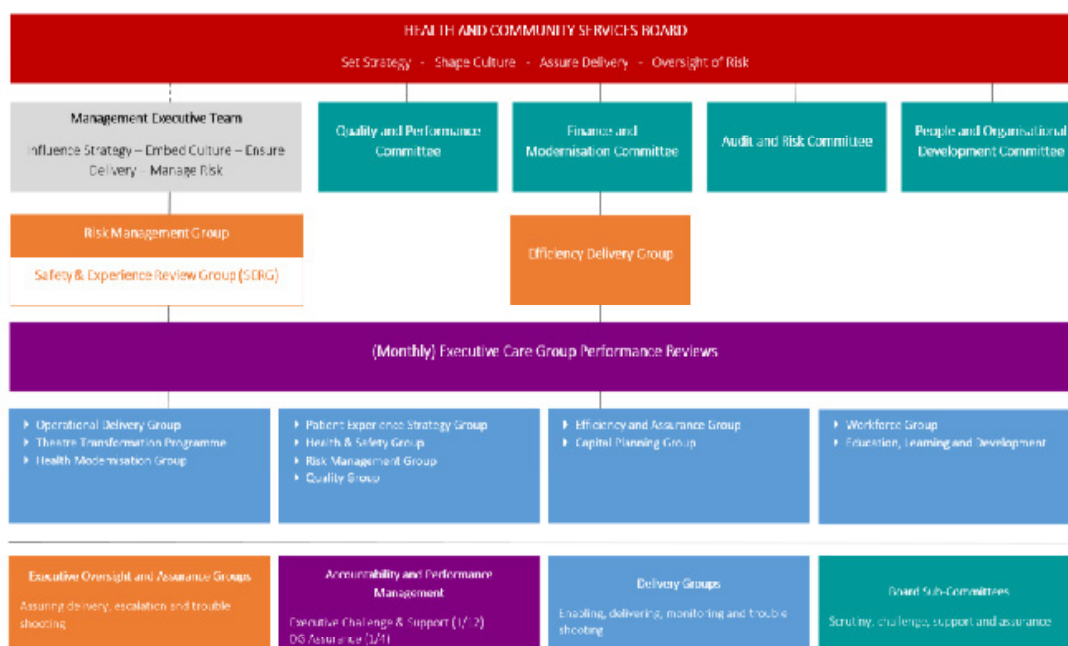 HEALTH AND COMMUNITY SERVICES BOARD
Set Strategy - Shape Culture - Assure Delivery - Oversight of Risk
Management Executive Team
Influence Strategy – Embed Culture – Ensure
Delivery – Manage Risk
Quality and Performance
Committee
Finance and
Modernisation Committee
Audit and Risk Committee
People and Organisational
Development Committee
Risk Management Group
Safety & Experience Review Group (SERG)
Efficiency Delivery Group
(Monthly) Executive Care Group Performance Reviews
Operational Delivery Group
Theatre Transformation Programme
Health Modernisation Group
Patient Experience Strategy Group
Health & Safety Group
Risk Management Group
Quality Group
Efficiency and Assurance Group
Capital Planning Group
Workforce Group
Education, Learning and Development
Executive Oversight and Assurance Groups
Assuring delivery, escalation and trouble
shooting
Accountability and Performance
Management
Executive Challenge & Support (1/12)
DG Assurance (1/4)
Delivery Groups
Enabling, delivering, monitoring and trouble
shooting
Board Sub-Committees
Scrutiny, challenge, support and assurance